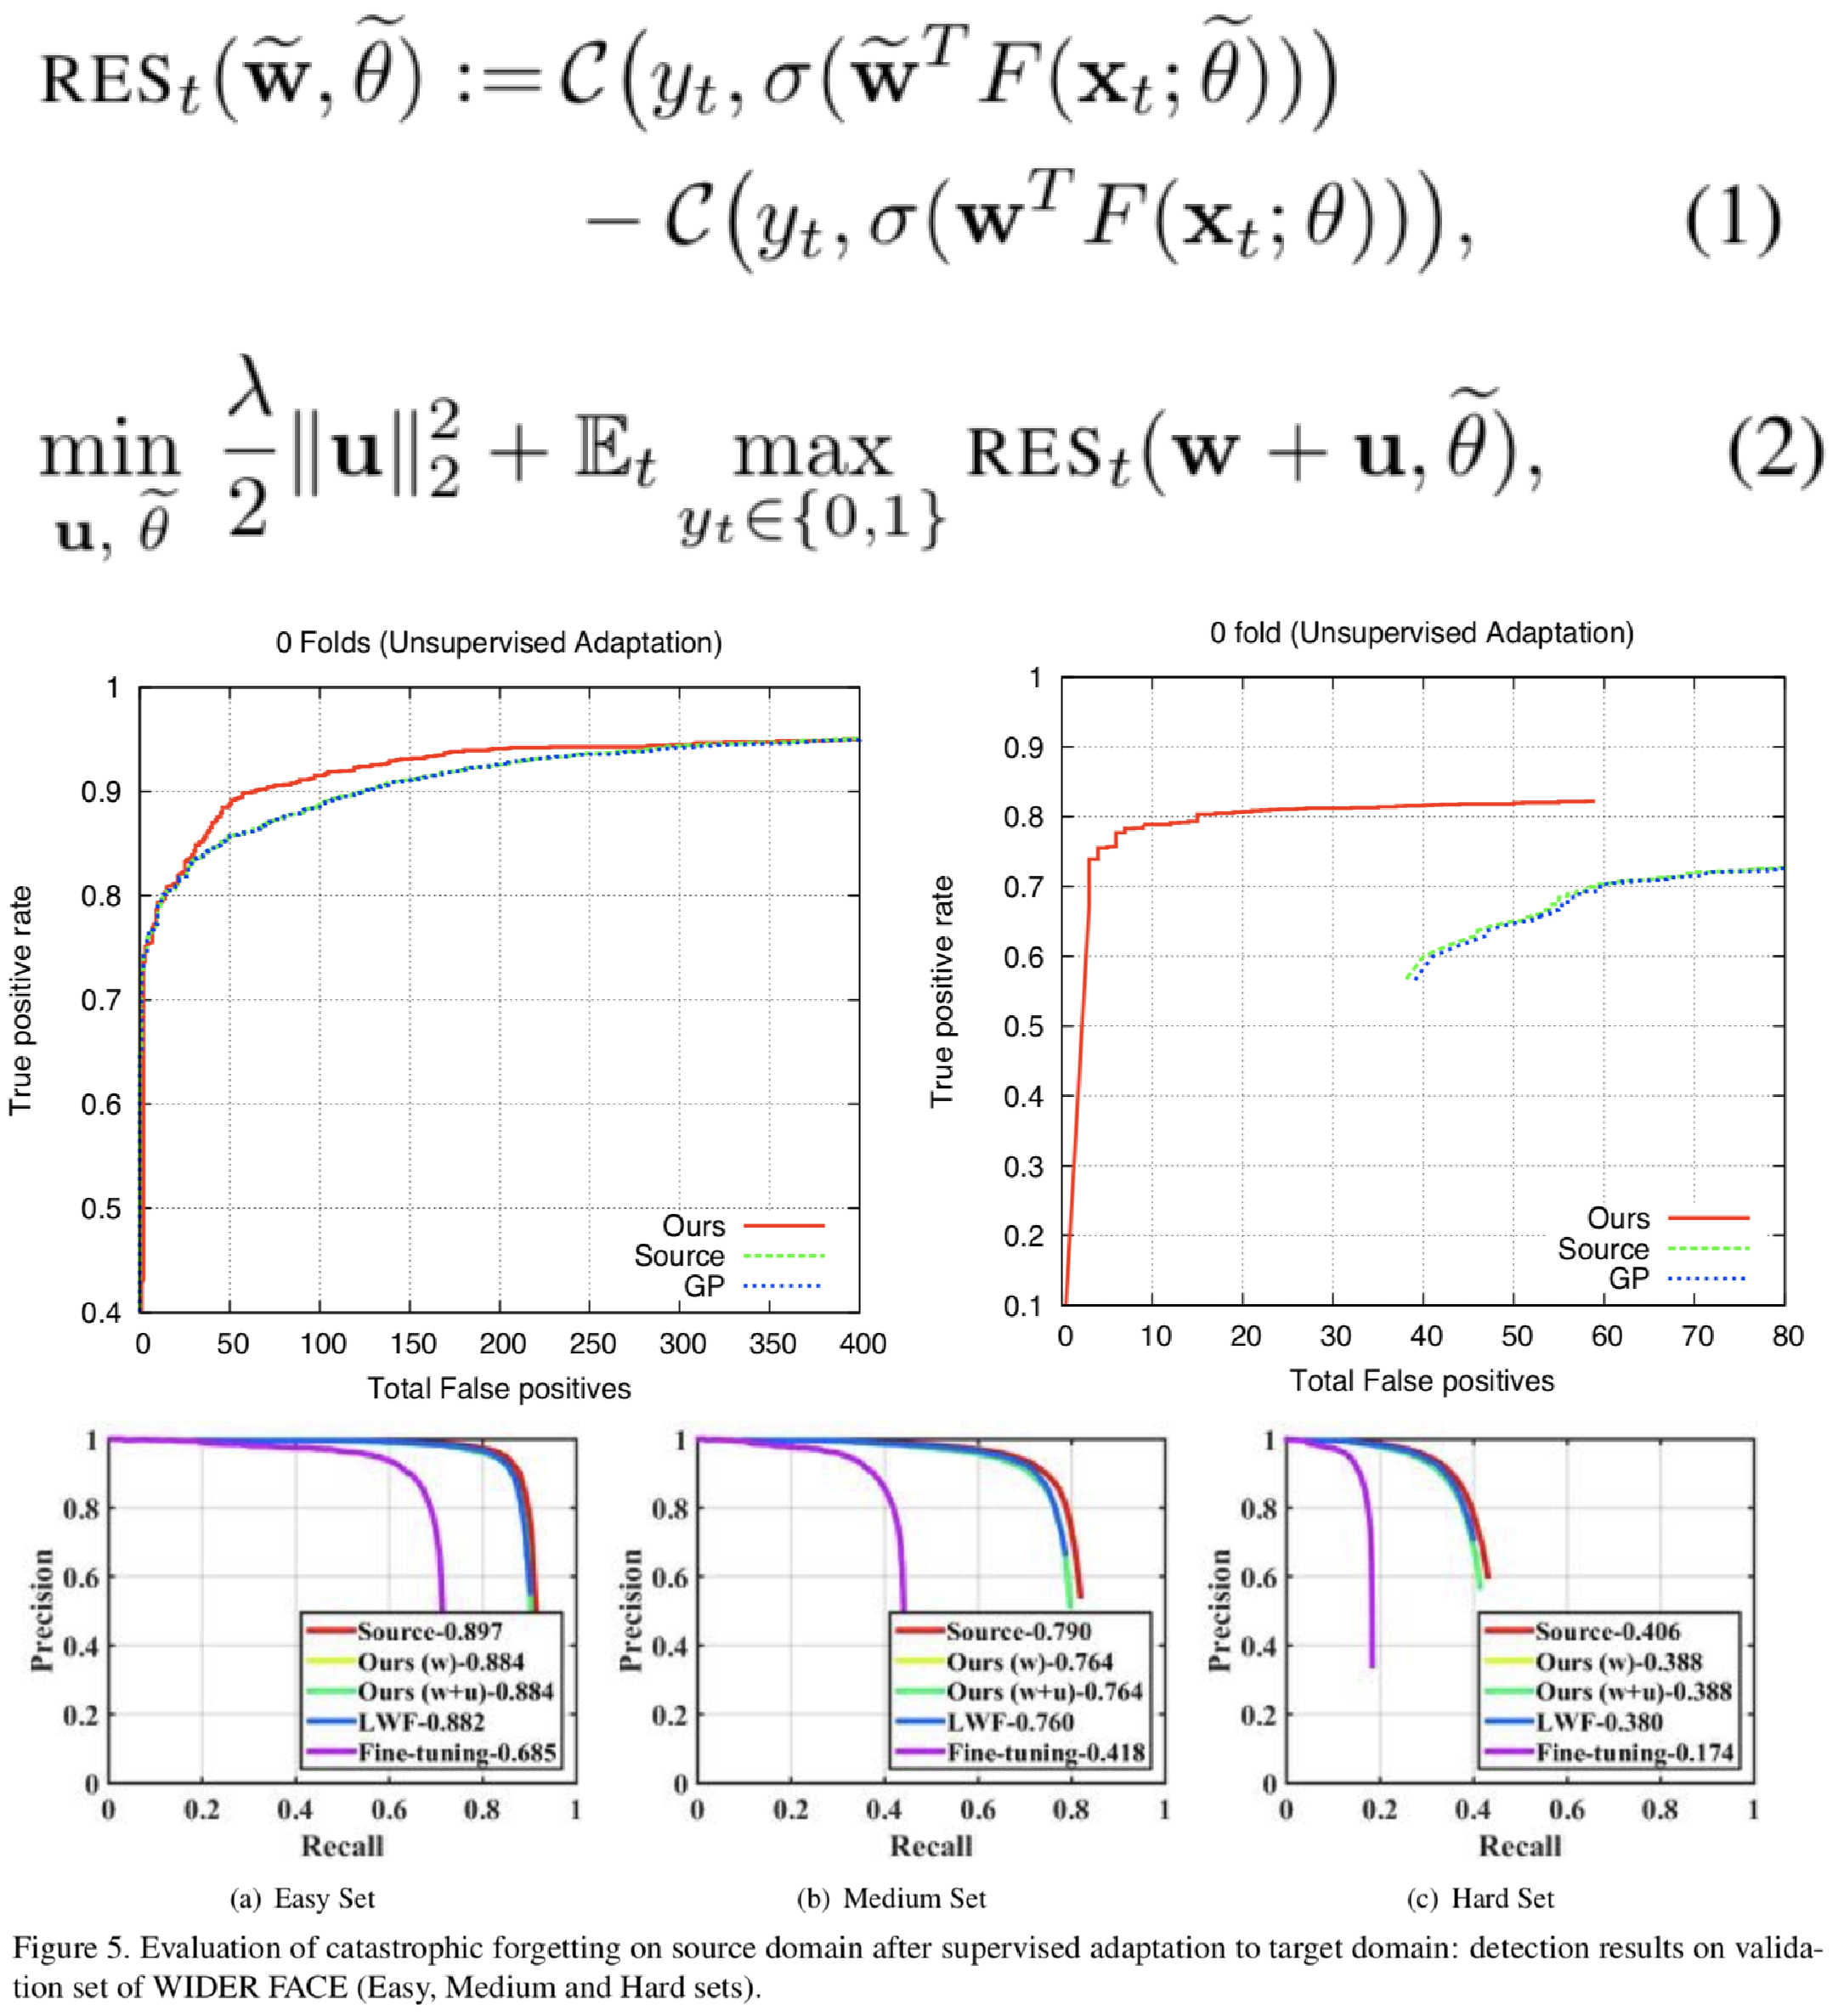 RES_t(w̃, θ̃) := C(y_t, σ(w̃^T F(x_t; θ̃)))
− C(y_t, σ(w^T F(x_t; θ))), (1)
min_{u, θ̃} λ/2 ‖u‖_2^2 + 𝔼_t max_{y_t∈{0,1}} RES_t(w + u, θ̃), (2)
0 Folds (Unsupervised Adaptation)
True positive rate
1
0.9
0.8
0.7
0.6
0.5
0.4
Ours
Source
GP
0 50 100 150 200 250 300 350 400
Total False positives
0 fold (Unsupervised Adaptation)
True positive rate
1
0.9
0.8
0.7
0.6
0.5
0.4
0.3
0.2
0.1
Ours
Source
GP
0 10 20 30 40 50 60 70 80
Total False positives
Precision
1
0.8
0.6
0.4
0.2
0
Source-0.897
Ours (w)-0.884
Ours (w+u)-0.884
LWF-0.882
Fine-tuning-0.685
0 0.2 0.4 0.6 0.8 1
Recall
(a) Easy Set
Precision
1
0.8
0.6
0.4
0.2
0
Source-0.790
Ours (w)-0.764
Ours (w+u)-0.764
LWF-0.760
Fine-tuning-0.418
0 0.2 0.4 0.6 0.8 1
Recall
(b) Medium Set
Precision
1
0.8
0.6
0.4
0.2
0
Source-0.406
Ours (w)-0.388
Ours (w+u)-0.388
LWF-0.380
Fine-tuning-0.174
0 0.2 0.4 0.6 0.8 1
Recall
(c) Hard Set
Figure 5. Evaluation of catastrophic forgetting on source domain after supervised adaptation to target domain: detection results on valida-
tion set of WIDER FACE (Easy, Medium and Hard sets).